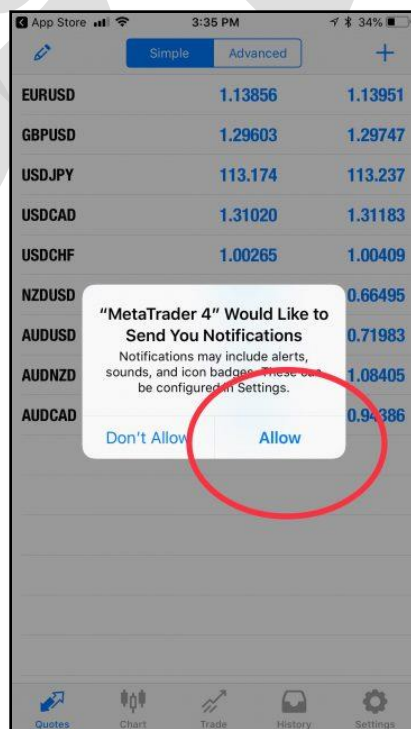 App Store 3:35 PM 34%
Simple Advanced +
EURUSD 1.13856 1.13951
GBPUSD 1.29603 1.29747
USDJPY 113.174 113.237
USDCAD 1.31020 1.31183
USDCHF 1.00265 1.00409
NZDUSD 0.66495
"MetaTrader 4" Would Like to
Send You Notifications
AUDUSD 0.71983
Notifications may include alerts,
sounds, and icon badges. These can
be configured in Settings.
AUDNZD 1.08405
AUDCAD 0.94386
Don't Allow Allow
Quotes Chart Trade History Settings